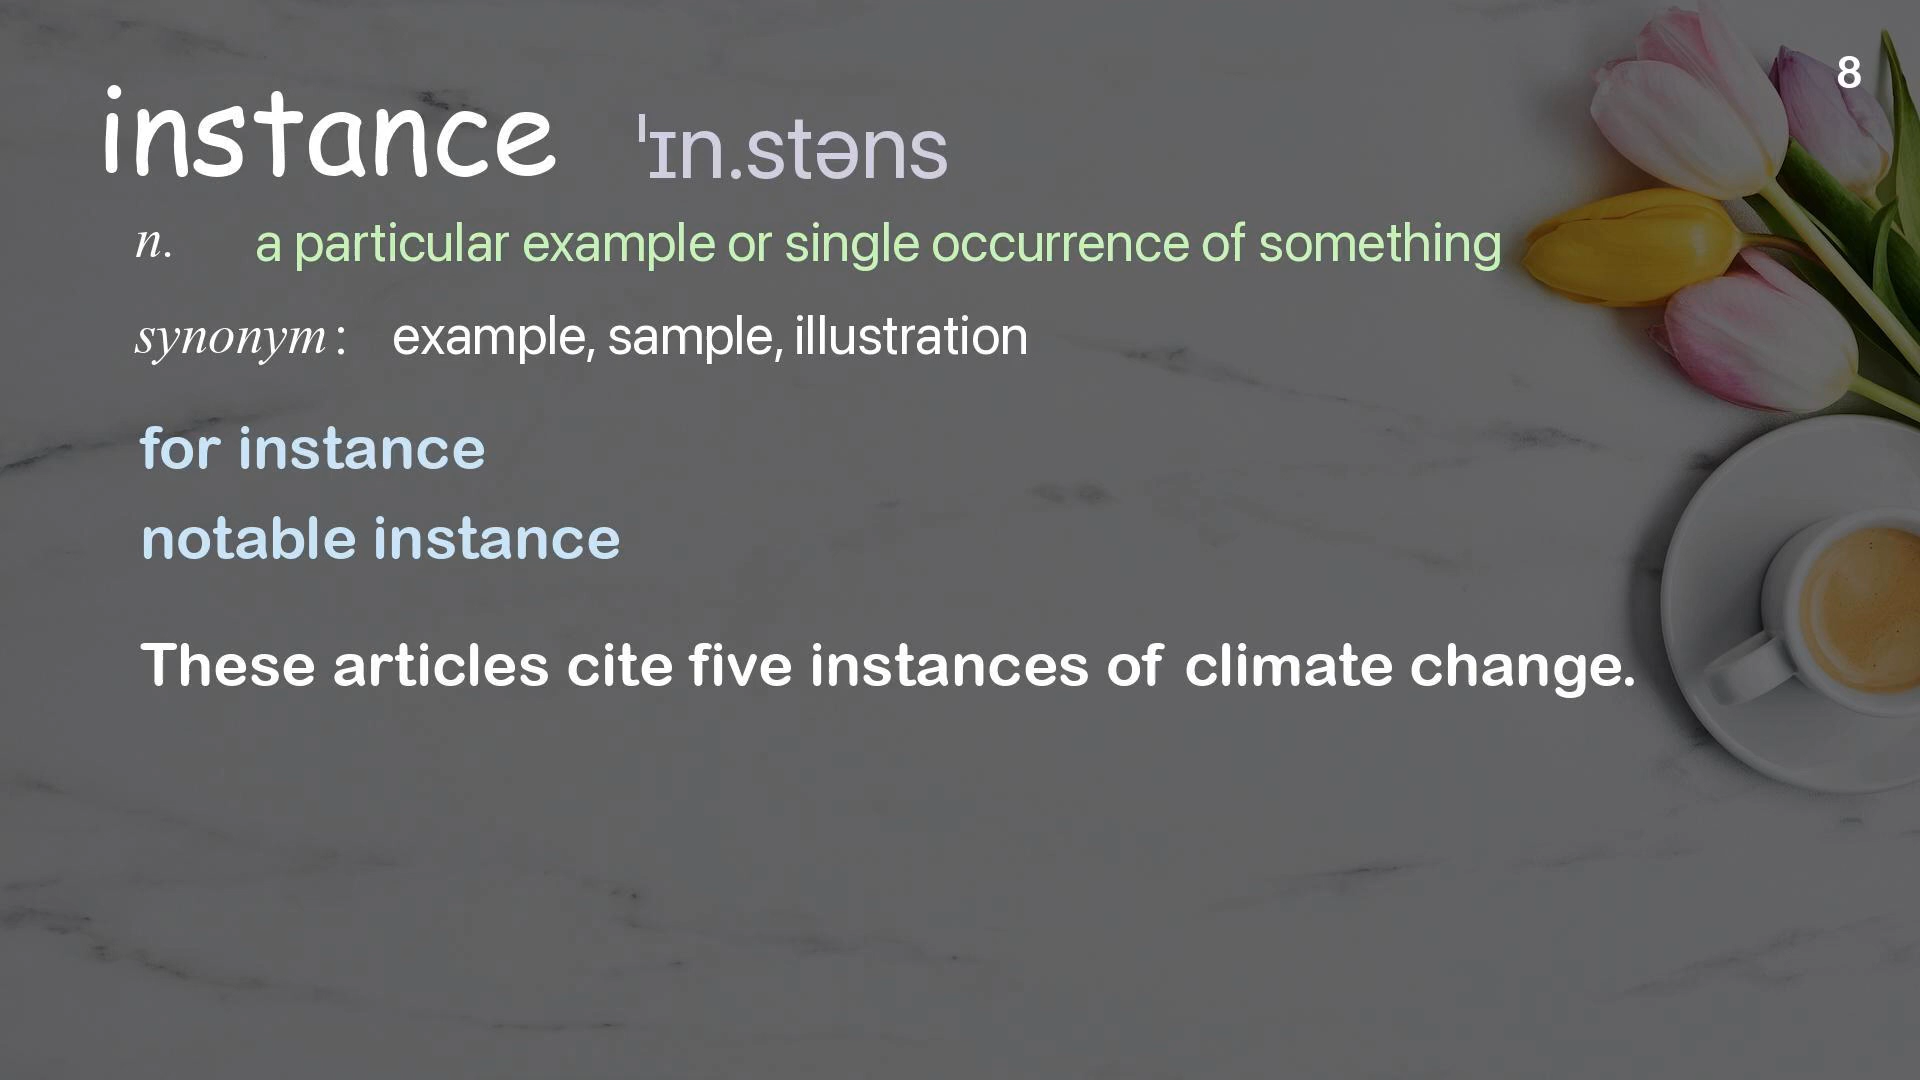 8
instance ˈɪn.stəns
n. a particular example or single occurrence of something
synonym: example, sample, illustration
for instance
notable instance
These articles cite five instances of climate change.